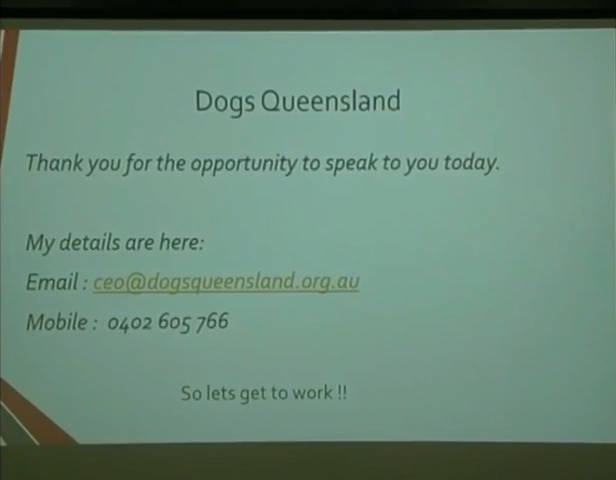 Dogs Queensland
Thank you for the opportunity to speak to you today.
My details are here:
Email : ceo@dogsqueensland.org.au
Mobile : 0402 605 766
So lets get to work !!